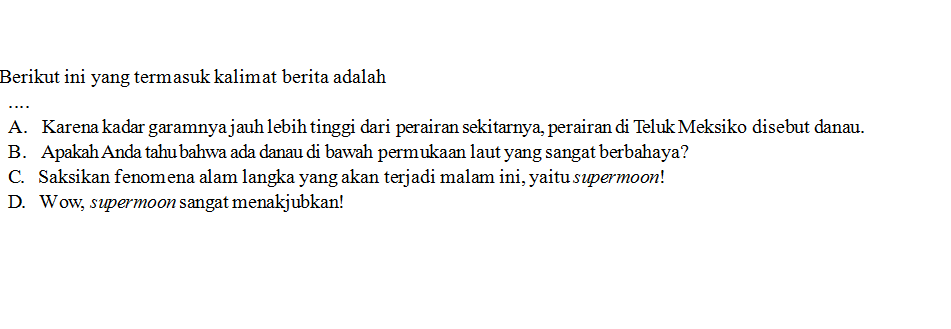 Berikut ini yang termasuk kalimat berita adalah
....
A. Karena kadar garamnya jauh lebih tinggi dari perairan sekitarnya, perairan di Teluk Meksiko disebut danau.
B. Apakah Anda tahu bahwa ada danau di bawah permukaan laut yang sangat berbahaya?
C. Saksikan fenomena alam langka yang akan terjadi malam ini, yaitu supermoon!
D. Wow, supermoon sangat menakjubkan!